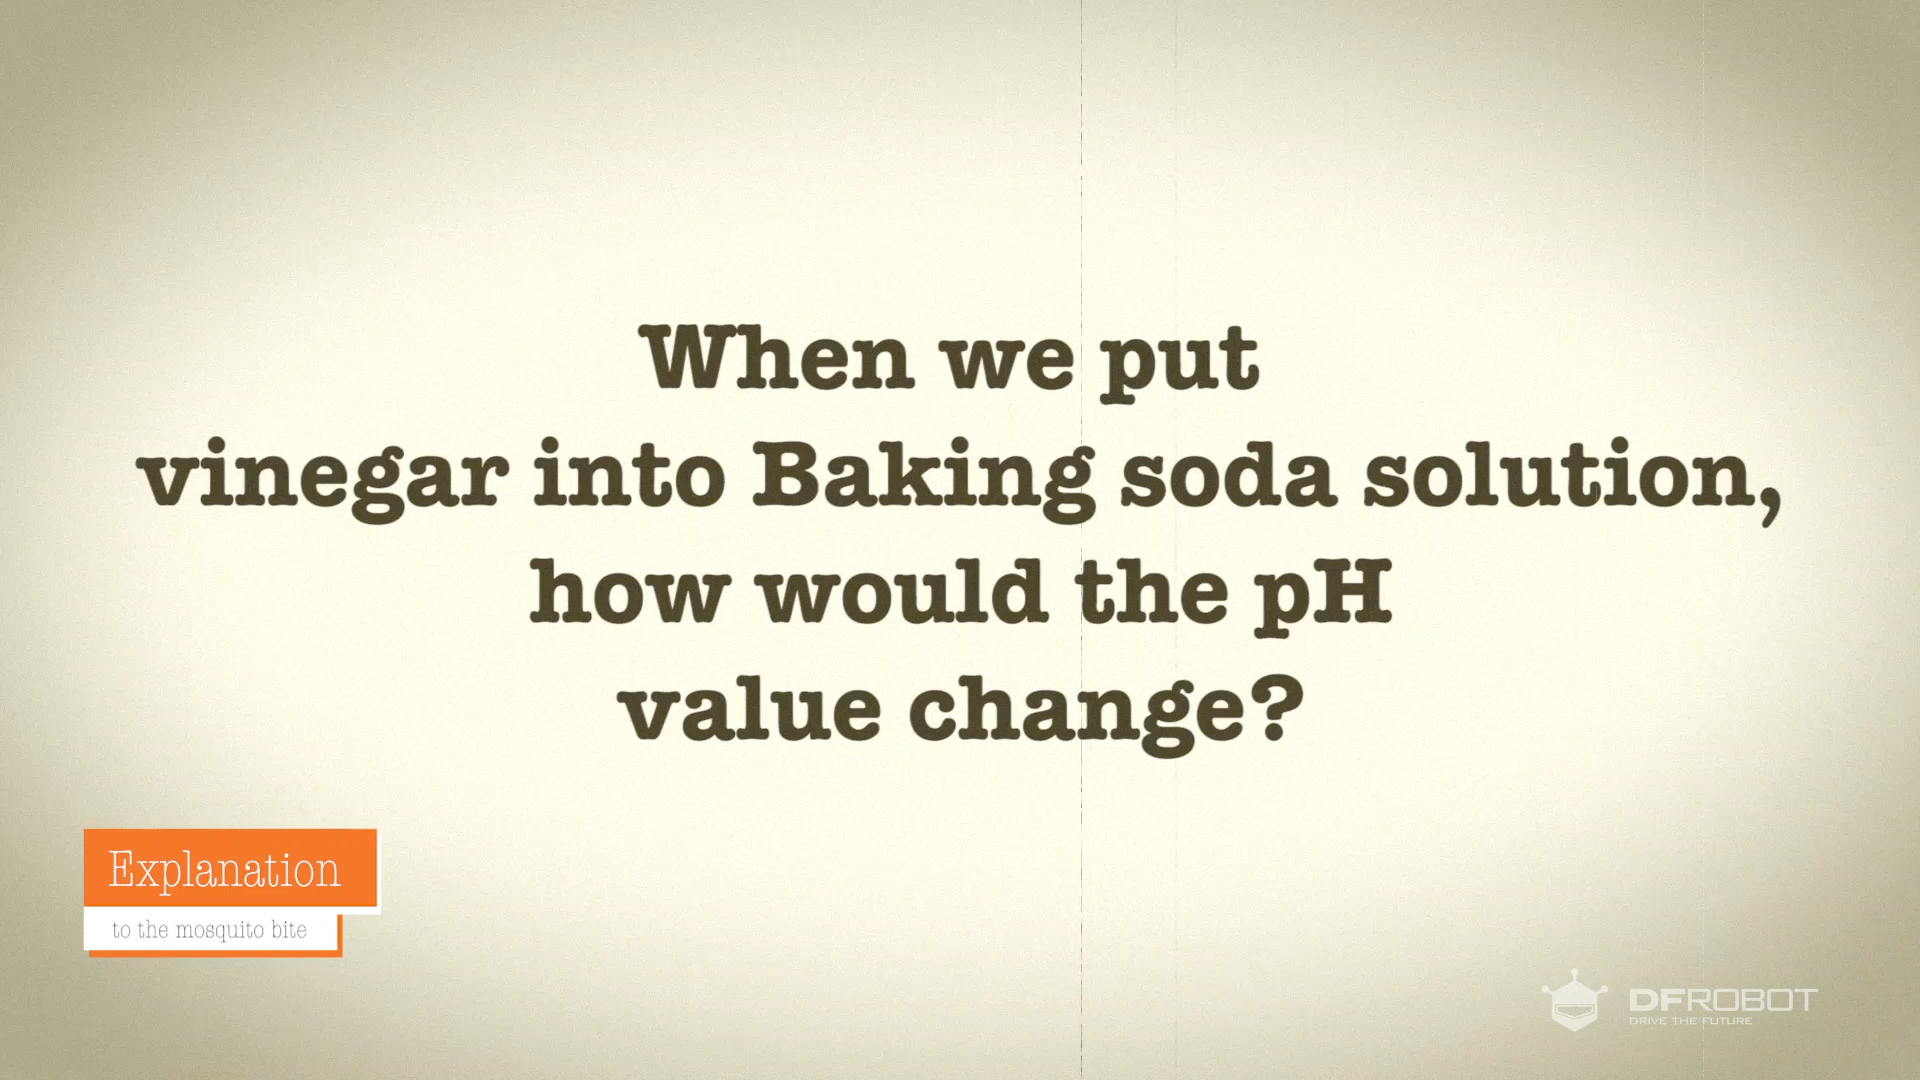 When we put
vinegar into Baking soda solution,
how would the pH
value change?
Explanation
to the mosquito bite
DFROBOT
DRIVE THE FUTURE